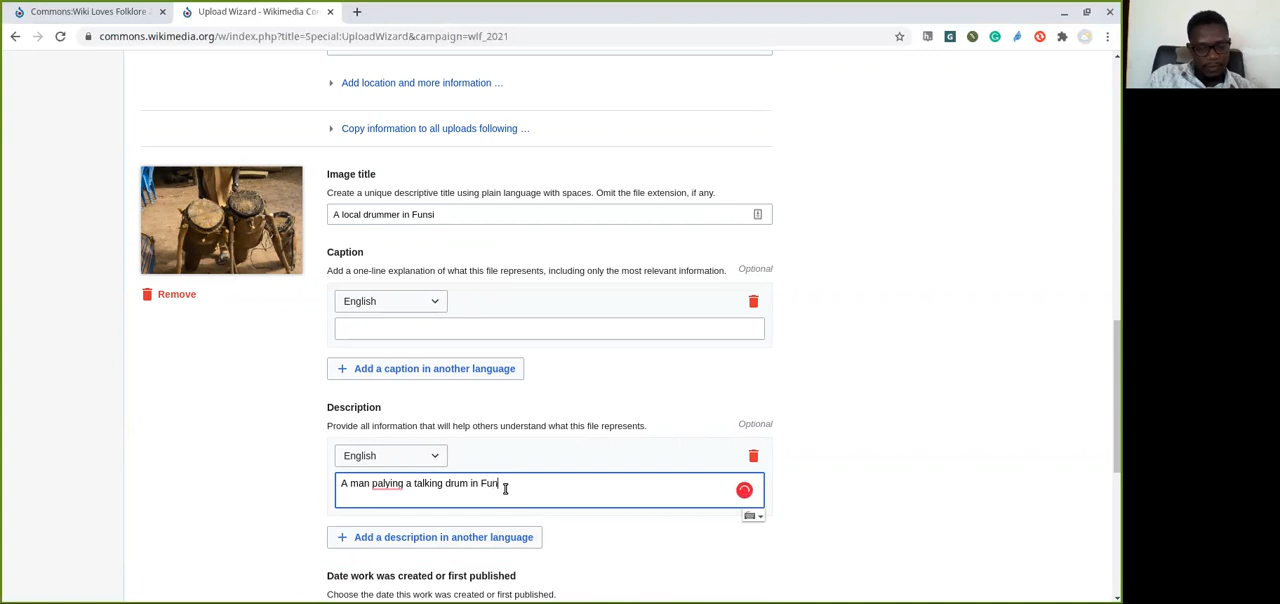 Commons:Wiki Loves Folklore
Upload Wizard - Wikimedia Co
commons.wikimedia.org/w/index.php?title=Special:UploadWizard&campaign=wlf_2021
Add location and more information …
Copy information to all uploads following …
Image title
Create a unique descriptive title using plain language with spaces. Omit the file extension, if any.
A local drummer in Funsi
Caption
Add a one-line explanation of what this file represents, including only the most relevant information.
Optional
English
Remove
+ Add a caption in another language
Description
Optional
Provide all information that will help others understand what this file represents.
English
A man palying a talking drum in Fun
+ Add a description in another language
Date work was created or first published
Choose the date this work was created or first published.